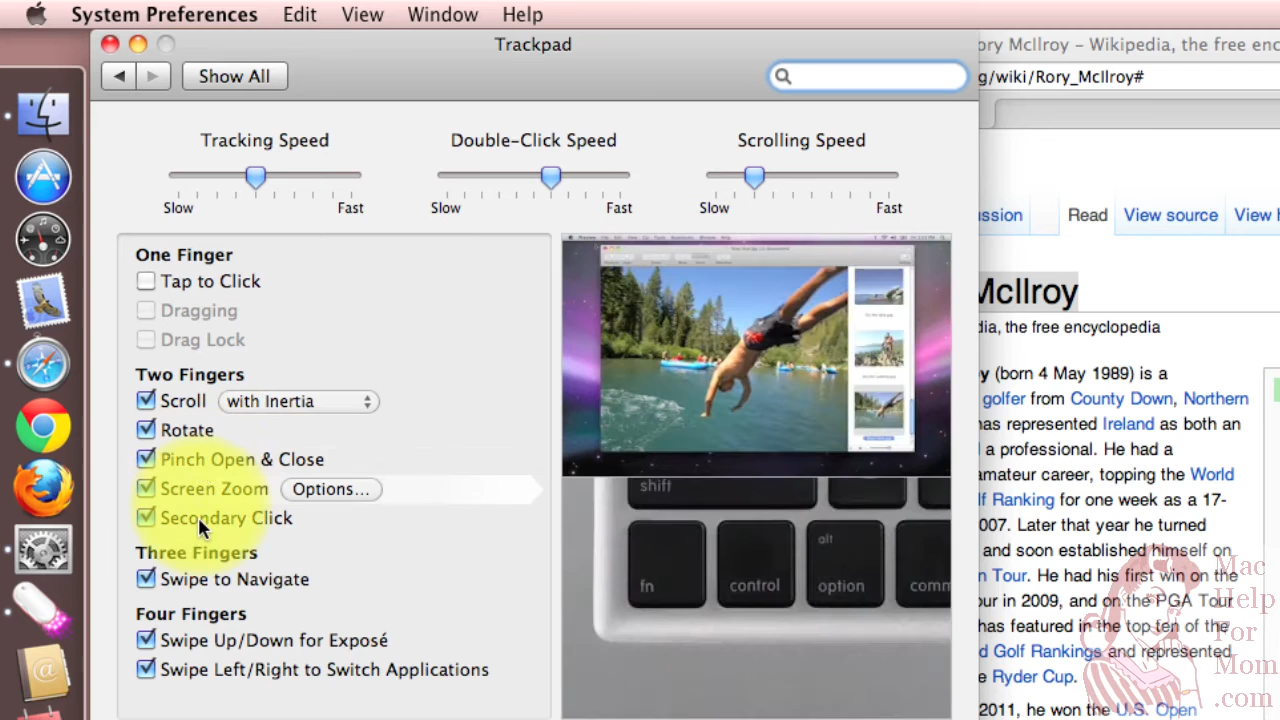 System Preferences Edit View Window Help
Trackpad
Show All
Tracking Speed Double-Click Speed Scrolling Speed
Slow Fast Slow Fast Slow Fast
One Finger
Tap to Click
Dragging
Drag Lock
Two Fingers
Scroll with Inertia
Rotate
Pinch Open & Close
Screen Zoom Options...
Secondary Click
Three Fingers
Swipe to Navigate
Four Fingers
Swipe Up/Down for Exposé
Swipe Left/Right to Switch Applications
shift
fn control alt option
ory McIlroy – Wikipedia, the free enc
g/wiki/Rory_McIlroy#
ussion Read View source View h
McIlroy
dia, the free encyclopedia
y (born 4 May 1989) is a
golfer from County Down, Northern
has represented Ireland as both an
d a professional. He had a
amateur career, topping the World
lf Ranking for one week as a 17-
2007. Later that year he turned
and soon established himself on
n Tour. He had his first win on the
our in 2009, and on the PGA Tour
has featured in the top ten of the
d Golf Rankings and represented
e Ryder Cup.
2011, he won the U.S. Open
Mac
Help
For
Mom
.com